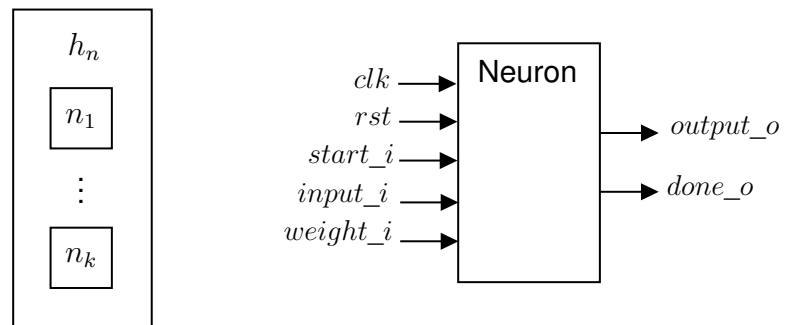 h_n
n_1
⋮
n_k
Neuron
clk
rst
start_i
input_i
weight_i
output_o
done_o